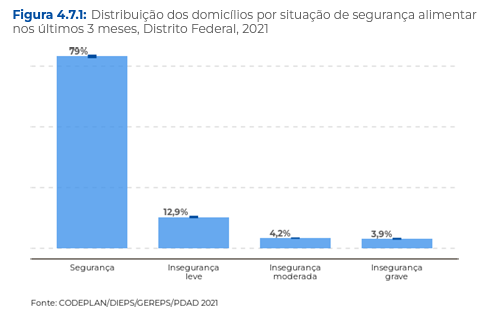 Figura 4.7.1: Distribuição dos domicílios por situação de segurança alimentar
nos últimos 3 meses, Distrito Federal, 2021
79%
12,9%
4,2%
3,9%
Segurança
Insegurança
leve
Insegurança
moderada
Insegurança
grave
Fonte: CODEPLAN/DIEPS/GEREPS/PDAD 2021